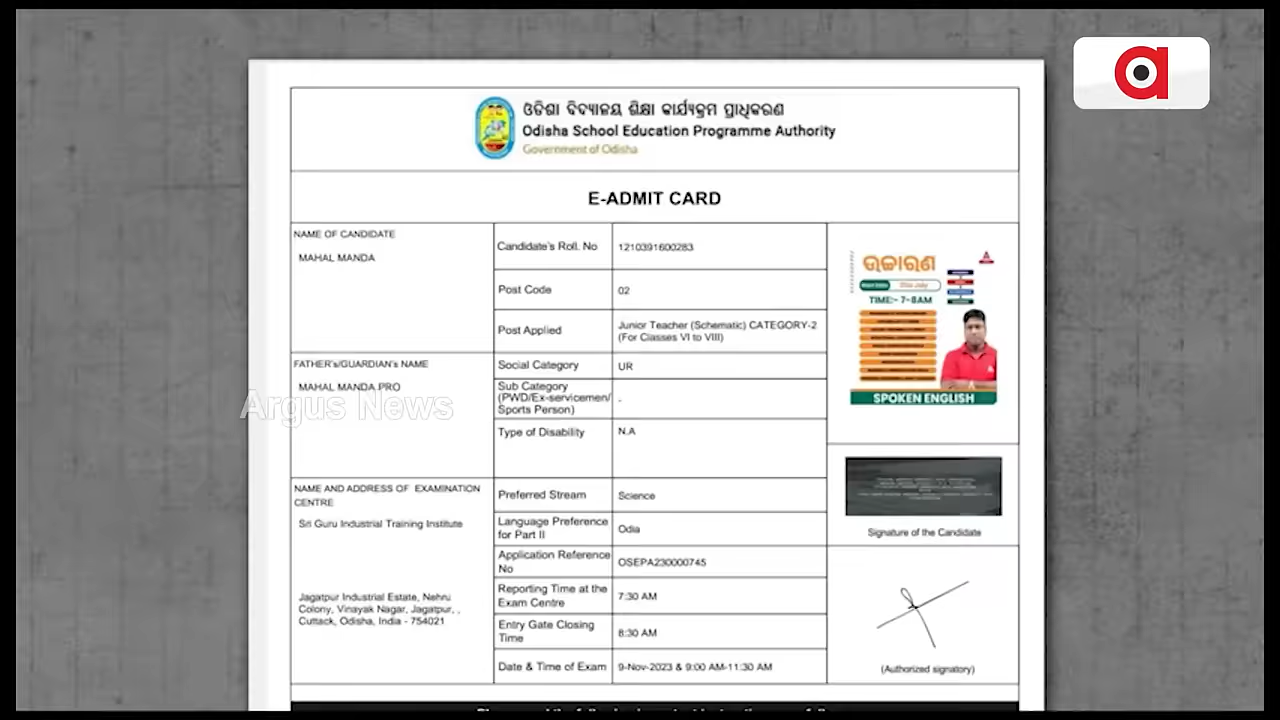 ଓଡିଶା ବିଦ୍ୟାଳୟ ଶିକ୍ଷା କାର୍ଯ୍ୟକ୍ରମ ପ୍ରାଧିକରଣ
Odisha School Education Programme Authority
Government of Odisha
E-ADMIT CARD
NAME OF CANDIDATE
MAHAL MANDA
Candidate's Roll. No
1210391600283
Post Code
02
Post Applied
Junior Teacher (Schematic) CATEGORY-2
(For Classes VI to VIII)
FATHER's/GUARDIAN's NAME
MAHAL MANDA PRO
Argus News
Social Category
UR
Sub Category
(PWD/Ex-servicemen/
Sports Person)
-
Type of Disability
N.A
NAME AND ADDRESS OF EXAMINATION
CENTRE
Sri Guru Industrial Training Institute
Jagatpur Industrial Estate, Nehru
Colony, Vinayak Nagar, Jagatpur, ,
Cuttack, Odisha, India - 754021
Preferred Stream
Science
Language Preference
for Part II
Odia
Application Reference
No
OSEPA230000745
Reporting Time at the
Exam Centre
7:30 AM
Entry Gate Closing
Time
8:30 AM
Date & Time of Exam
9-Nov-2023 & 9:00 AM-11:30 AM
ଉଚ୍ଚାରଣ
TIME:- 7-8AM
SPOKEN ENGLISH
Signature of the Candidate
(Authorized signatory)